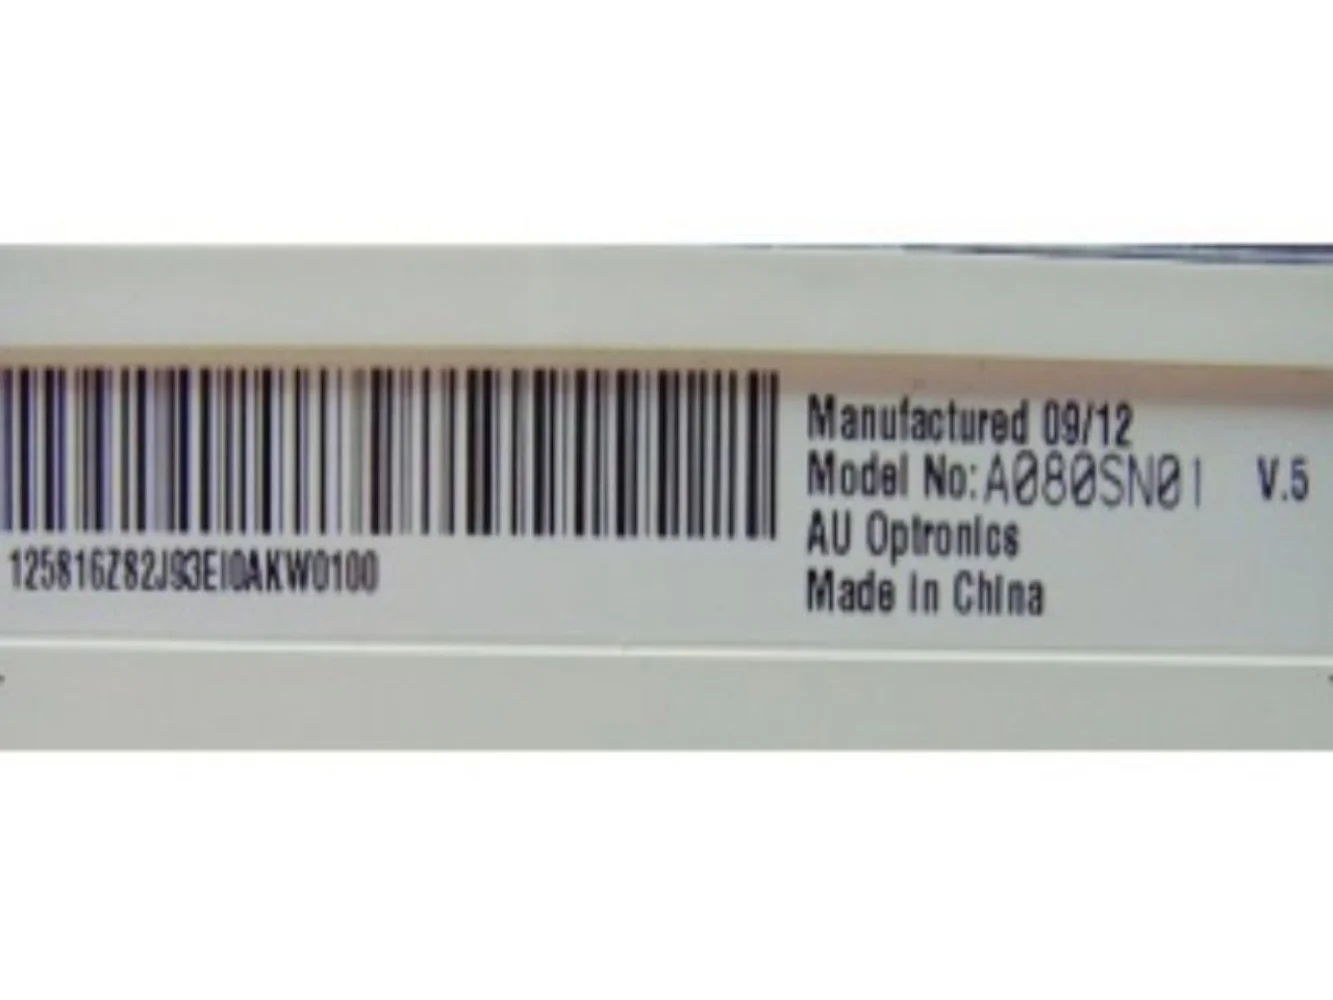 125816Z82J93EI0AKW0100
Manufactured 09/12
Model No: A080SN01 V.5
AU Optronics
Made in China